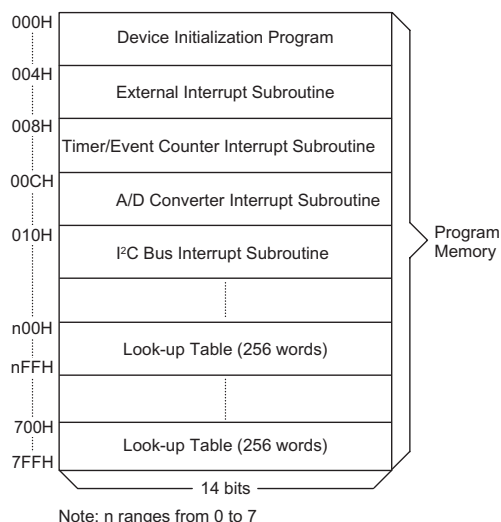 000H
Device Initialization Program
004H
External Interrupt Subroutine
008H
Timer/Event Counter Interrupt Subroutine
00CH
A/D Converter Interrupt Subroutine
010H
I²C Bus Interrupt Subroutine
Program
Memory
n00H
Look-up Table (256 words)
nFFH
700H
Look-up Table (256 words)
7FFH
14 bits
Note: n ranges from 0 to 7